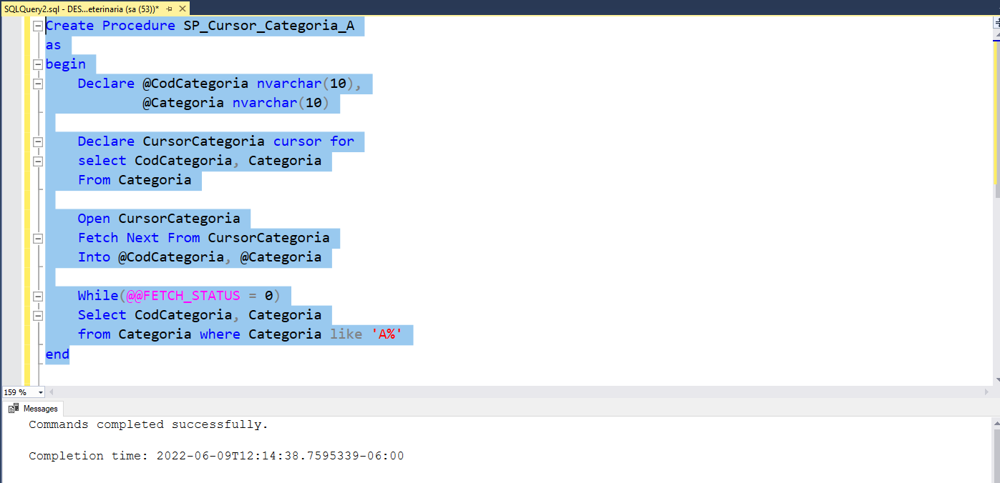 SQLQuery2.sql - DES...eterinaria (sa (53))*
Create Procedure SP_Cursor_Categoria_A
as
begin
Declare @CodCategoria nvarchar(10),
@Categoria nvarchar(10)
Declare CursorCategoria cursor for
select CodCategoria, Categoria
From Categoria
Open CursorCategoria
Fetch Next From CursorCategoria
Into @CodCategoria, @Categoria
While(@@FETCH_STATUS = 0)
Select CodCategoria, Categoria
from Categoria where Categoria like 'A%'
end
159 %
Messages
Commands completed successfully.
Completion time: 2022-06-09T12:14:38.7595339-06:00